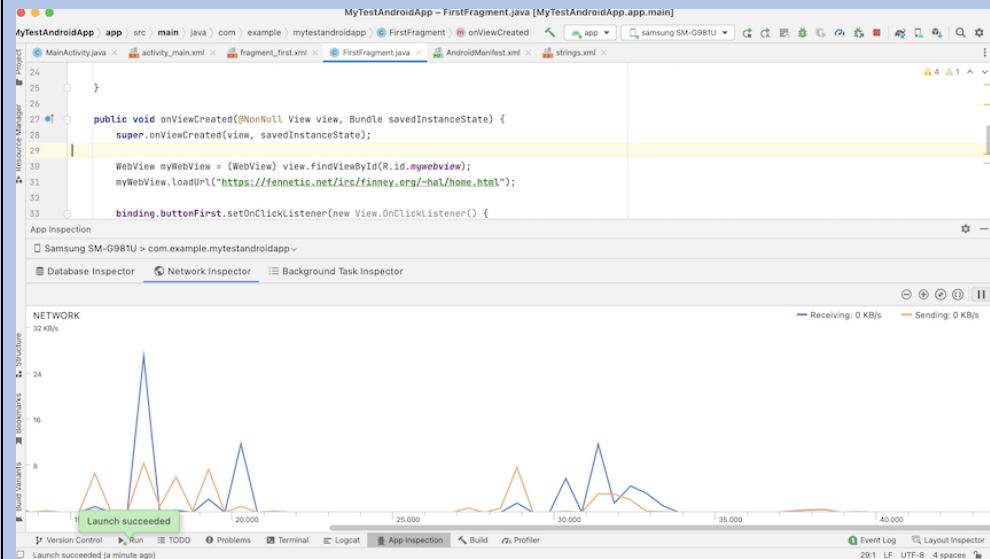 MyTestAndroidApp – FirstFragment.java [MyTestAndroidApp.app.main]
MyTestAndroidApp app src main java com example mytestandroidapp FirstFragment onViewCreated app samsung SM-G981U
Project
MainActivity.java activity_main.xml fragment_first.xml FirstFragment.java AndroidManifest.xml strings.xml
24 4 1
25 }
26
27 public void onViewCreated(@NonNull View view, Bundle savedInstanceState) {
28 super.onViewCreated(view, savedInstanceState);
29
30 WebView myWebView = (WebView) view.findViewById(R.id.mywebview);
31 myWebView.loadUrl("https://fennetic.net/irc/finney.org/~hal/home.html");
32
33 binding.buttonFirst.setOnClickListener(new View.OnClickListener() {
Resource Manager
App Inspection
Samsung SM-G981U > com.example.mytestandroidapp
Database Inspector Network Inspector Background Task Inspector
NETWORK Receiving: 0 KB/s Sending: 0 KB/s
32 KB/s
24
16
8
Structure
Bookmarks
Build Variants
20.000 25.000 30.000 35.000 40.000
Launch succeeded
Version Control Run TODO Problems Terminal Logcat App Inspection Build Profiler Event Log Layout Inspector
Launch succeeded (a minute ago) 29:1 LF UTF-8 4 spaces